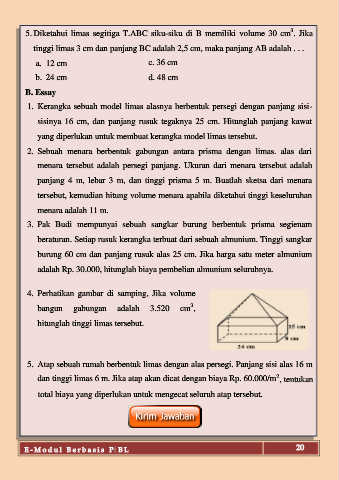 5. Diketahui limas segitiga T.ABC siku-siku di B memiliki volume 30 cm³. Jika
tinggi limas 3 cm dan panjang BC adalah 2,5 cm, maka panjang AB adalah . . .
a. 12 cm
c. 36 cm
b. 24 cm
d. 48 cm
B. Essay
1. Kerangka sebuah model limas alasnya berbentuk persegi dengan panjang sisi-
sisinya 16 cm, dan panjang rusuk tegaknya 25 cm. Hitunglah panjang kawat
yang diperlukan untuk membuat kerangka model limas tersebut.
2. Sebuah menara berbentuk gabungan antara prisma dengan limas. alas dari
menara tersebut adalah persegi panjang. Ukuran dari menara tersebut adalah
panjang 4 m, lebar 3 m, dan tinggi prisma 5 m. Buatlah sketsa dari menara
tersebut, kemudian hitung volume menara apabila diketahui tinggi keseluruhan
menara adalah 11 m.
3. Pak Budi mempunyai sebuah sangkar burung berbentuk prisma segienam
beraturan. Setiap rusuk kerangka terbuat dari sebuah almunium. Tinggi sangkar
burung 60 cm dan panjang rusuk alas 25 cm. Jika harga satu meter almunium
adalah Rp. 30.000, hitunglah biaya pembelian almunium seluruhnya.
4. Perhatikan gambar di samping, Jika volume
bangun gabungan adalah 3.520 cm³,
hitunglah tinggi limas tersebut.
25 cm
9 cm
24 cm
5. Atap sebuah rumah berbentuk limas dengan alas persegi. Panjang sisi alas 16 m
dan tinggi limas 6 m. Jika atap akan dicat dengan biaya Rp. 60.000/m², tentukan
total biaya yang diperlukan untuk mengecat seluruh atap tersebut.
Kirim Jawaban
E-Modul Berbasis P|BL
20